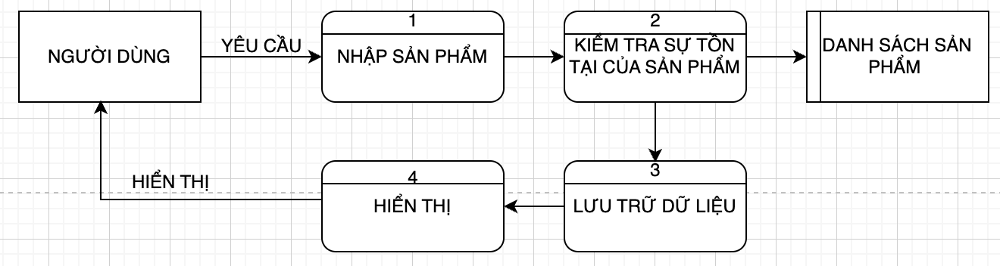 NGƯỜI DÙNG
YÊU CẦU
1
NHẬP SẢN PHẨM
2
KIỂM TRA SỰ TỒN
TẠI CỦA SẢN PHẨM
DANH SÁCH SẢN
PHẨM
HIỂN THỊ
4
HIỂN THỊ
3
LƯU TRỮ DỮ LIỆU